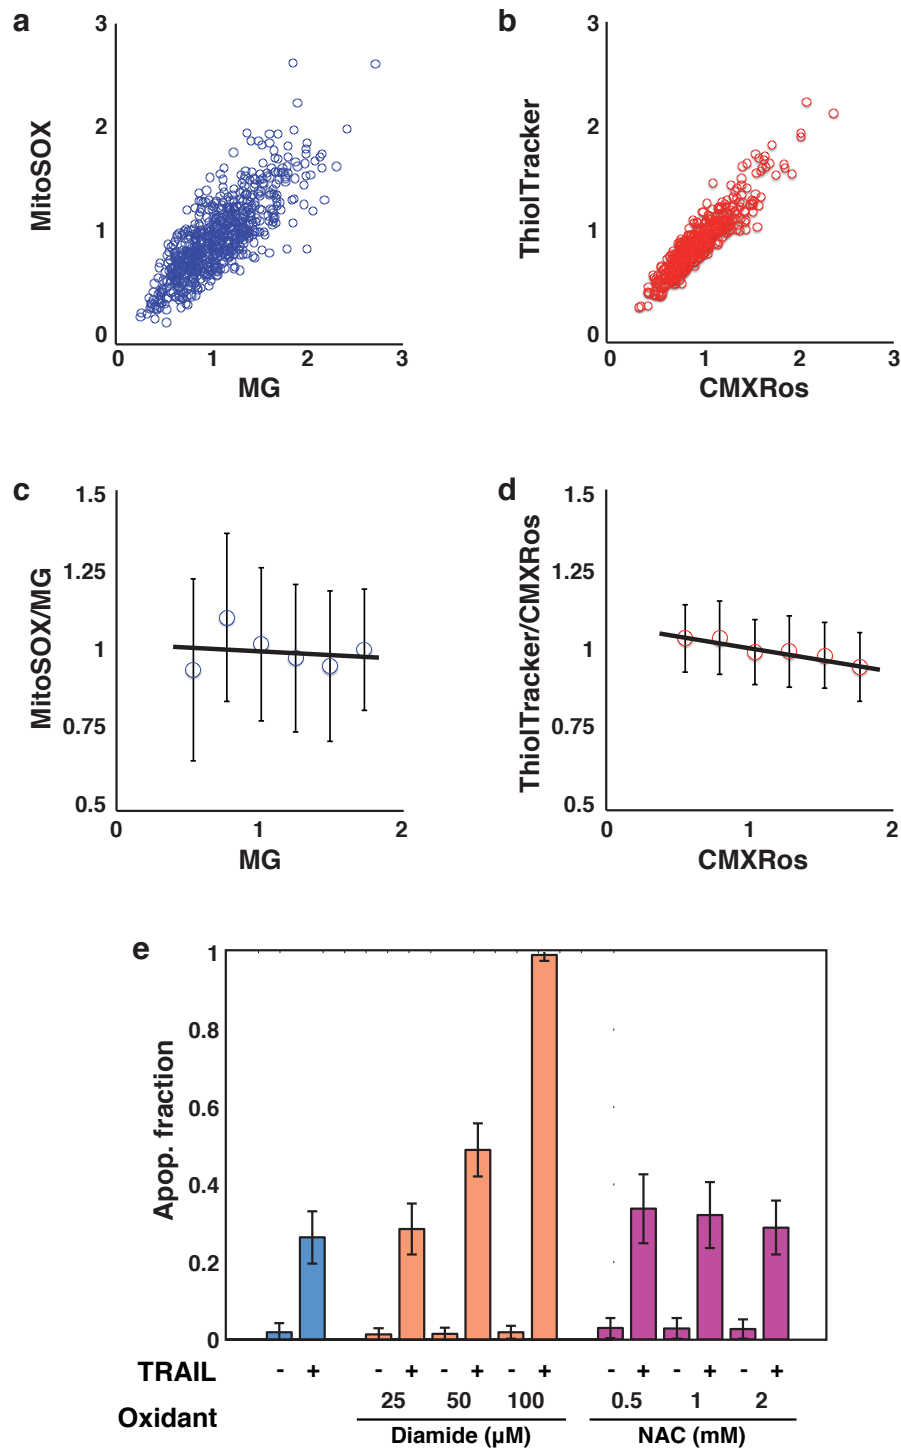 a
3
2
1
0
MitoSOX
0 1 2 3
MG
b
3
2
1
0
ThiolTracker
0 1 2 3
CMXRos
c
1.5
1.25
1
0.75
0.5
MitoSOX/MG
0 1 2
MG
d
1.5
1.25
1
0.75
0.5
ThiolTracker/CMXRos
0 1 2
CMXRos
e
1
0.8
0.6
0.4
0.2
0
Apop. fraction
TRAIL - + - + - + - + - + - + - +
Oxidant 25 50 100 0.5 1 2
Diamide (μM) NAC (mM)